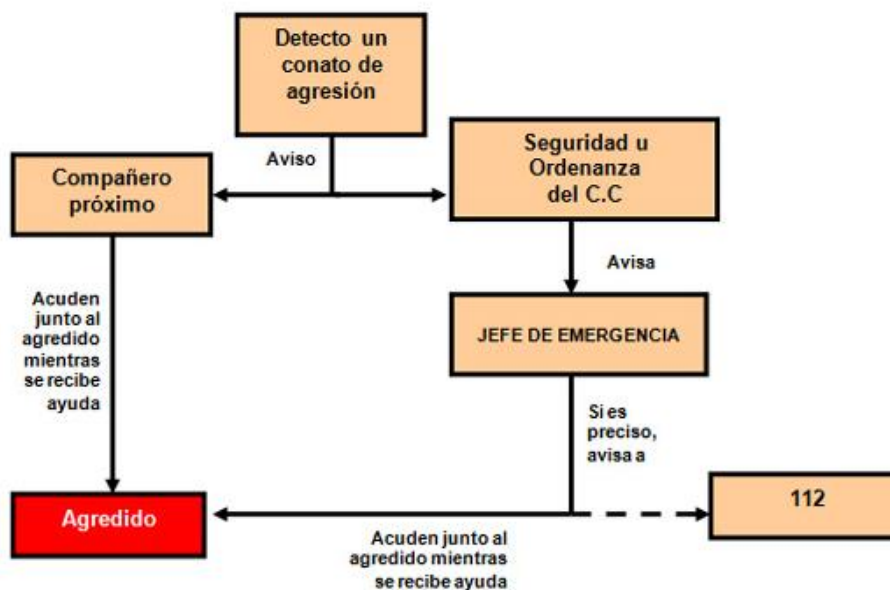 Detecto un
conato de
agresión
Aviso
Compañero
próximo
Seguridad u
Ordenanza
del C.C
Avisa
JEFE DE EMERGENCIA
Acuden
junto al
agredido
mientras
se recibe
ayuda
Si es
preciso,
avisa a
112
Agredido
Acuden junto al
agredido mientras
se recibe ayuda